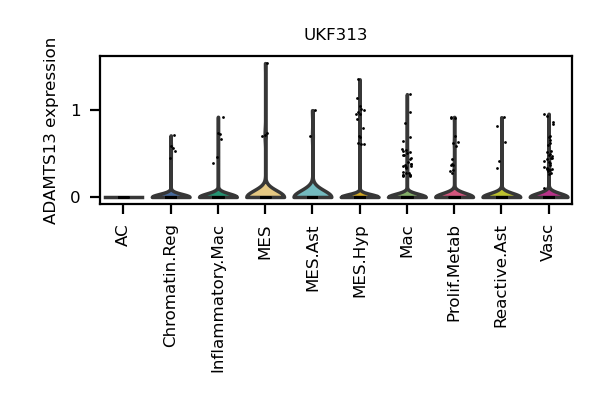 UKF313
ADAMTS13 expression
1
0
AC
Chromatin.Reg
Inflammatory.Mac
MES
MES.Ast
MES.Hyp
Mac
Prolif.Metab
Reactive.Ast
Vasc